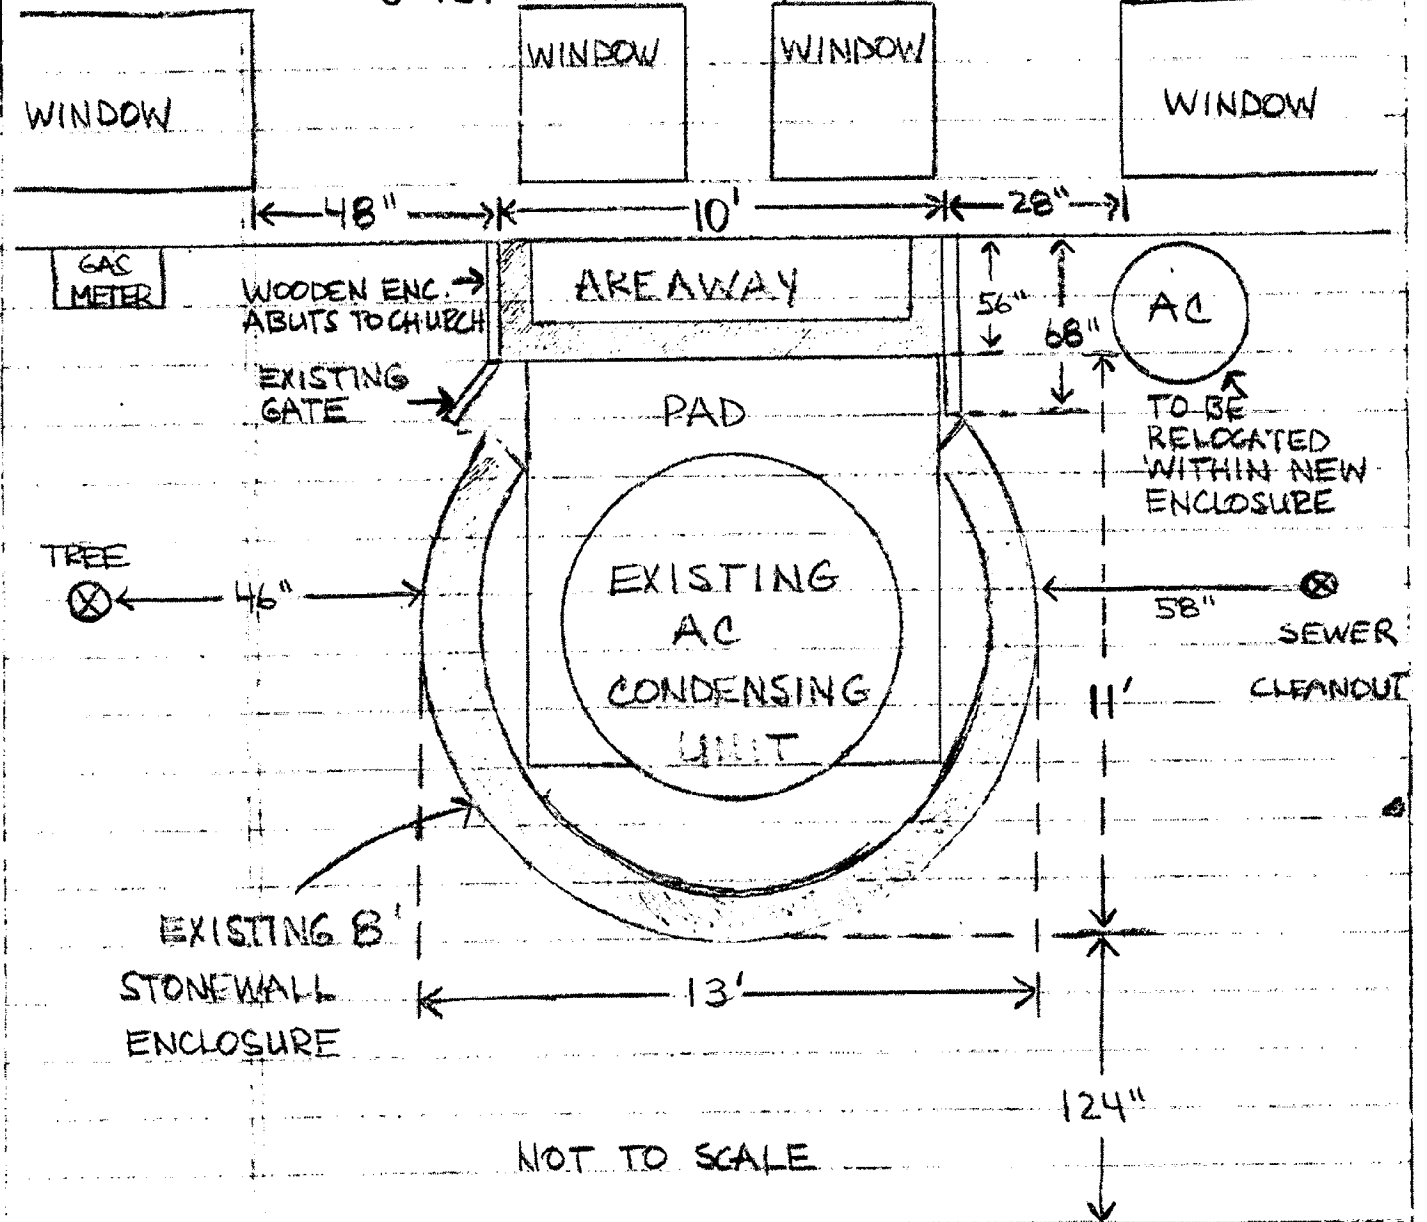 WINDOW
WINDOW
WINDOW
WINDOW
48"
10'
28"
GAS
METER
WOODEN ENC.
ABUTS TO CHURCH
AREAWAY
56"
68"
AC
EXISTING
GATE
PAD
TO BE
RELOCATED
WITHIN NEW
ENCLOSURE
TREE
46"
EXISTING
AC
CONDENSING
UNIT
58"
SEWER
CLEANOUT
11'
EXISTING 8'
STONEWALL
ENCLOSURE
13'
124"
NOT TO SCALE